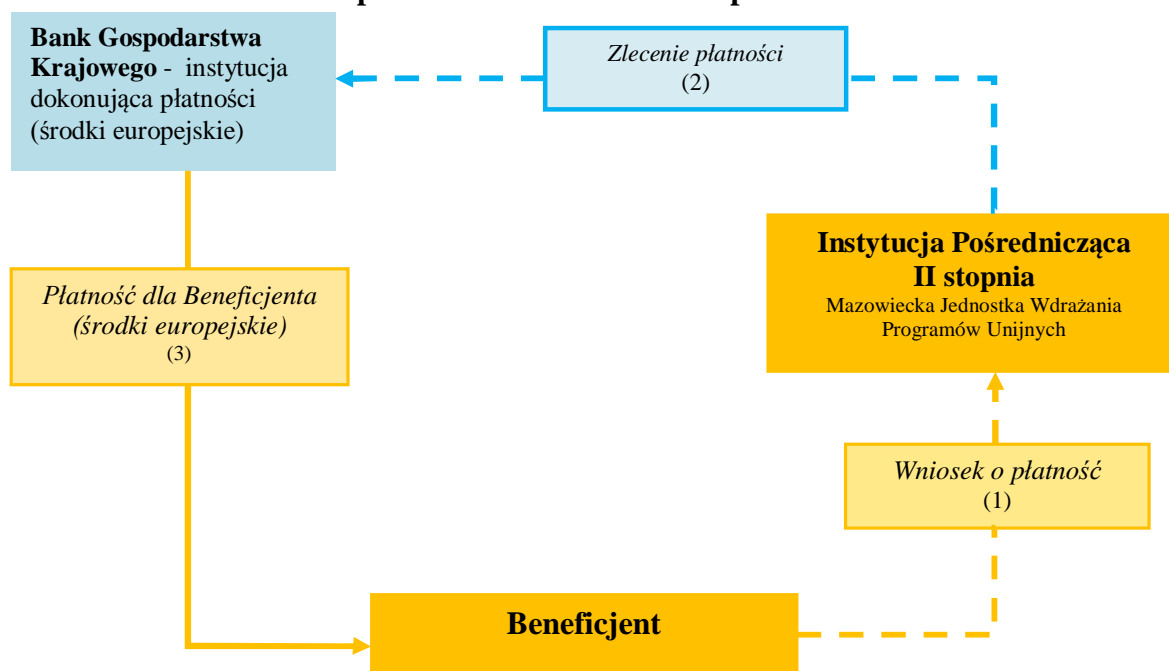 Bank Gospodarstwa
Krajowego - instytucja
dokonująca płatności
(środki europejskie)
Zlecenie płatności
(2)
Instytucja Pośrednicząca
II stopnia
Mazowiecka Jednostka Wdrażania
Programów Unijnych
Płatność dla Beneficjenta
(środki europejskie)
(3)
Wniosek o płatność
(1)
Beneficjent